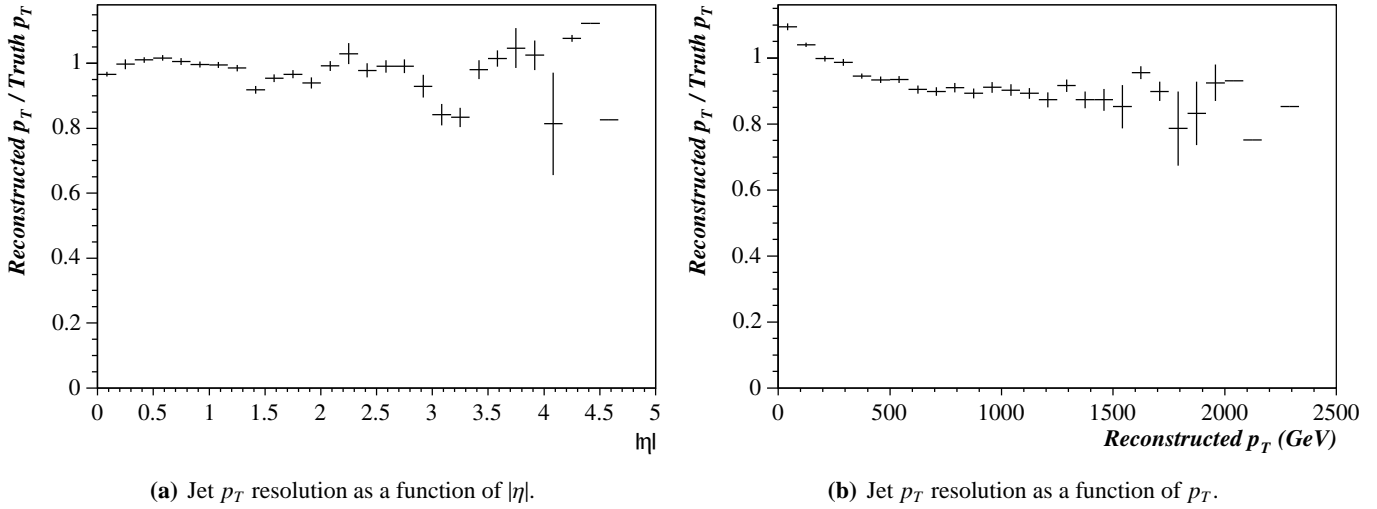 Reconstructed p_T / Truth p_T
1
0.8
0.6
0.4
0.2
0
0 0.5 1 1.5 2 2.5 3 3.5 4 4.5 5
|η|
(a) Jet p_T resolution as a function of |η|.
Reconstructed p_T / Truth p_T
1
0.8
0.6
0.4
0.2
0
0 500 1000 1500 2000 2500
Reconstructed p_T (GeV)
(b) Jet p_T resolution as a function of p_T.